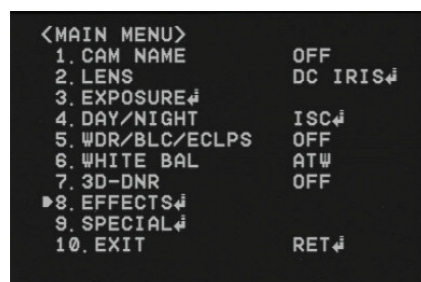 <MAIN MENU>
1. CAM NAME OFF
2. LENS DC IRIS↲
3. EXPOSURE↲
4. DAY/NIGHT ISC↲
5. WDR/BLC/ECLPS OFF
6. WHITE BAL ATW
7. 3D-DNR OFF
▶8. EFFECTS↲
9. SPECIAL↲
10. EXIT RET↲